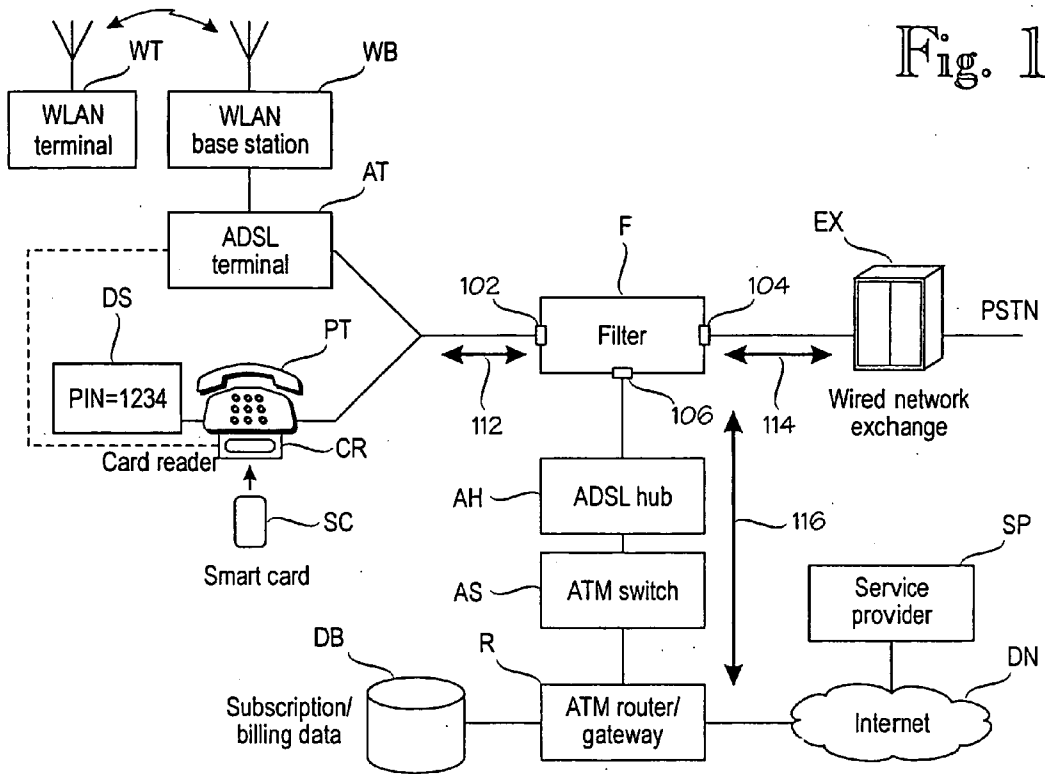 Fig. 1
WT
WB
WLAN
terminal
WLAN
base station
AT
ADSL
terminal
F
EX
102
104
DS
Filter
PSTN
PT
PIN=1234
112
106
114
Wired network
exchange
Card reader
CR
AH
ADSL hub
116
SC
SP
Smart card
AS
ATM switch
Service
provider
DB
R
DN
Subscription/
billing data
ATM router/
gateway
Internet